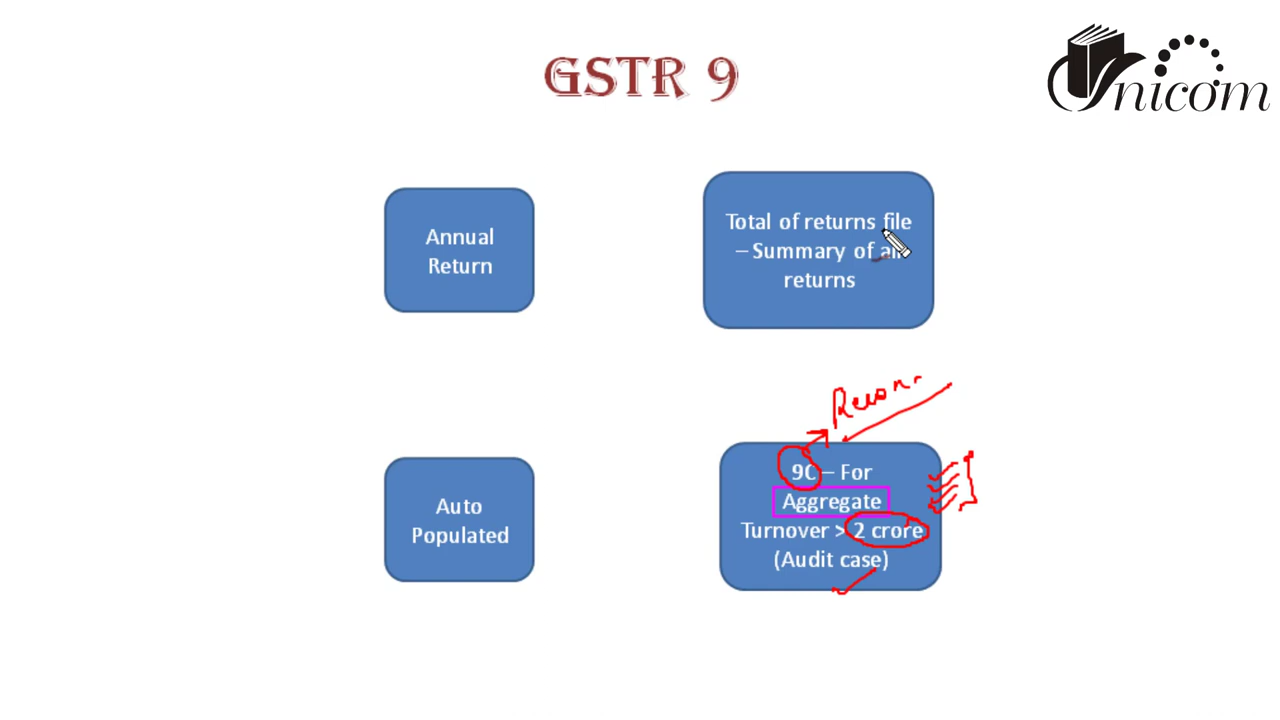 GSTR 9
Unicom
Annual
Return
Total of returns file
– Summary of all
returns
Auto
Populated
9C – For
Aggregate
Turnover > 2 crore
(Audit case)